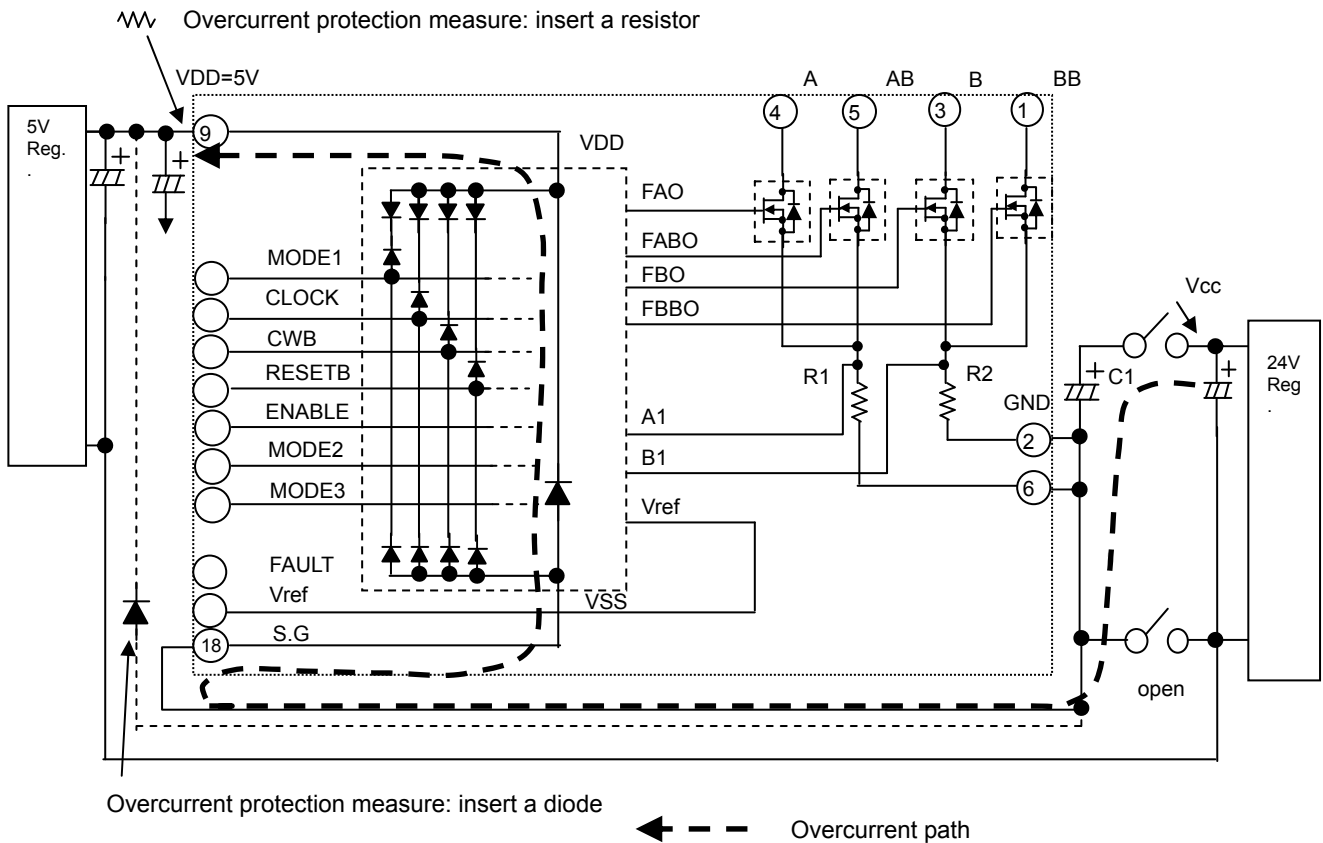 Overcurrent protection measure: insert a resistor
VDD=5V
A
AB
B
BB
4
5
3
1
5V
Reg.
.
9
VDD
FAO
FABO
FBO
FBBO
MODE1
CLOCK
CWB
RESETB
ENABLE
MODE2
MODE3
FAULT
Vref
S.G
18
VSS
A1
B1
Vref
R1
R2
GND
2
6
+
+
+
C1
+
Vcc
24V
Reg
.
open
Overcurrent protection measure: insert a diode
Overcurrent path